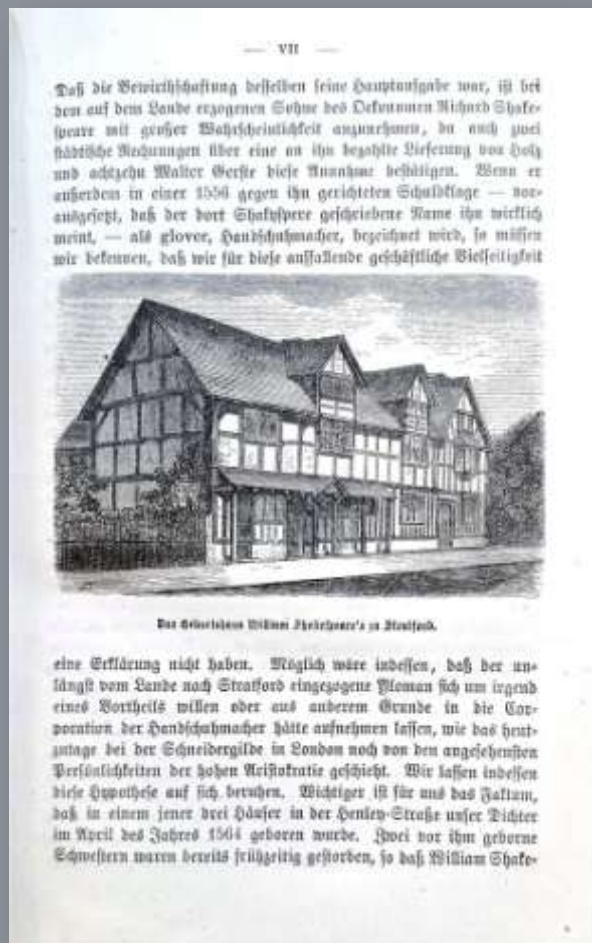 — VII —
Daß die Bewirthschaftung desselben seine Hauptaufgabe war, ist bei
dem auf dem Lande erzogenen Sohne des Oekonomen Richard Shake-
speare mit großer Wahrscheinlichkeit anzunehmen, da auch zwei
städtische Rechnungen über eine an ihn bezahlte Lieferung von Holz
und achtzehn Malter Gerste diese Annahme bestätigen. Wenn er
außerdem in einer 1556 gegen ihn gerichteten Schuldklage — vor-
ausgesetzt, daß der dort Shakyspere geschriebene Name ihn wirklich
meint, — als glover, Handschuhmacher, bezeichnet wird, so müssen
wir bekennen, daß wir für diese auffallende geschäftliche Vielseitigkeit
Das Geburtshaus William Shakespeare's zu Stratford.
eine Erklärung nicht haben. Möglich wäre indessen, daß der un-
längst vom Lande nach Stratford eingezogene Yloman sich um irgend
eines Vortheils willen oder aus anderem Grunde in die Cor-
poration der Handschuhmacher hätte aufnehmen lassen, wie das heut-
zutage bei der Schneidergilde in London noch von den angesehensten
Persönlichkeiten der hohen Aristokratie geschieht. Wir lassen indessen
diese Hypothese auf sich beruhen. Wichtiger ist für uns das Faktum,
daß in einem jener drei Häuser in der Henley-Straße unser Dichter
im April des Jahres 1564 geboren wurde. Zwei vor ihm geborne
Schwestern waren bereits frühzeitig gestorben, so daß William Shake-